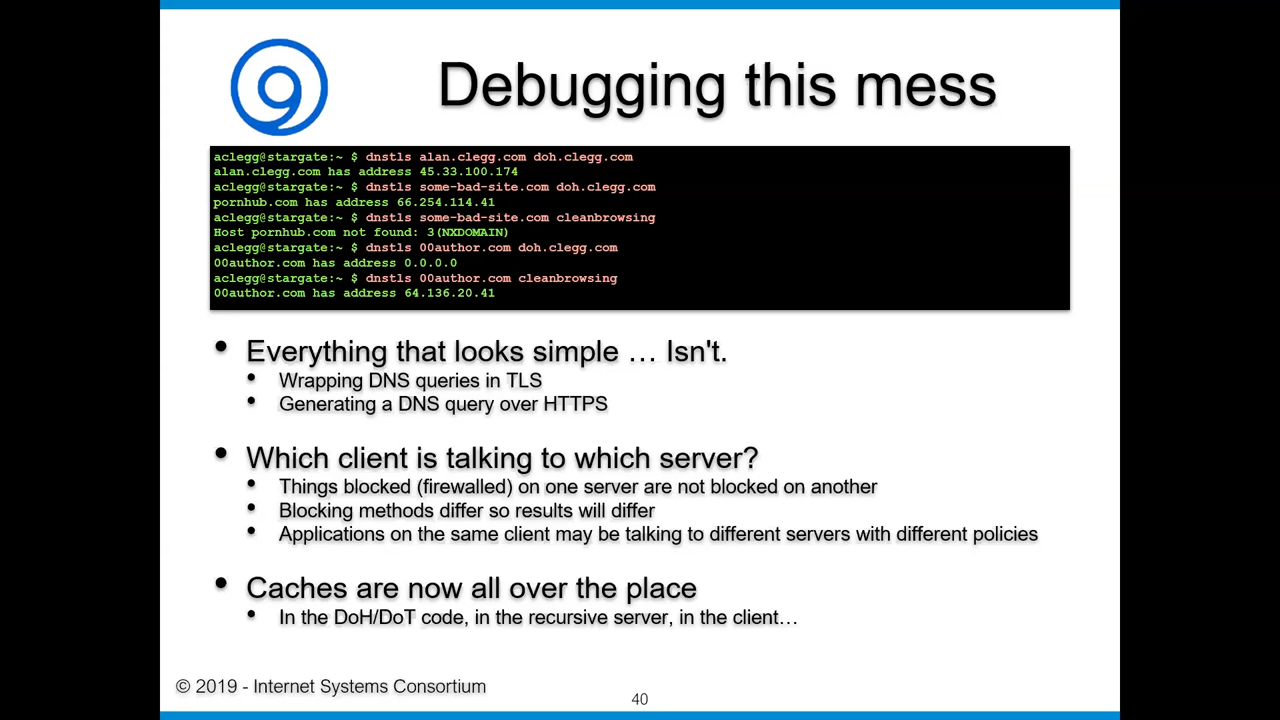 Debugging this mess
aclegg@stargate:~ $ dnstls alan.clegg.com doh.clegg.com
alan.clegg.com has address 45.33.100.174
aclegg@stargate:~ $ dnstls some-bad-site.com doh.clegg.com
pornhub.com has address 66.254.114.41
aclegg@stargate:~ $ dnstls some-bad-site.com cleanbrowsing
Host pornhub.com not found: 3(NXDOMAIN)
aclegg@stargate:~ $ dnstls 00author.com doh.clegg.com
00author.com has address 0.0.0.0
aclegg@stargate:~ $ dnstls 00author.com cleanbrowsing
00author.com has address 64.136.20.41
• Everything that looks simple … Isn't.
• Wrapping DNS queries in TLS
• Generating a DNS query over HTTPS
• Which client is talking to which server?
• Things blocked (firewalled) on one server are not blocked on another
• Blocking methods differ so results will differ
• Applications on the same client may be talking to different servers with different policies
• Caches are now all over the place
• In the DoH/DoT code, in the recursive server, in the client…
© 2019 - Internet Systems Consortium
40